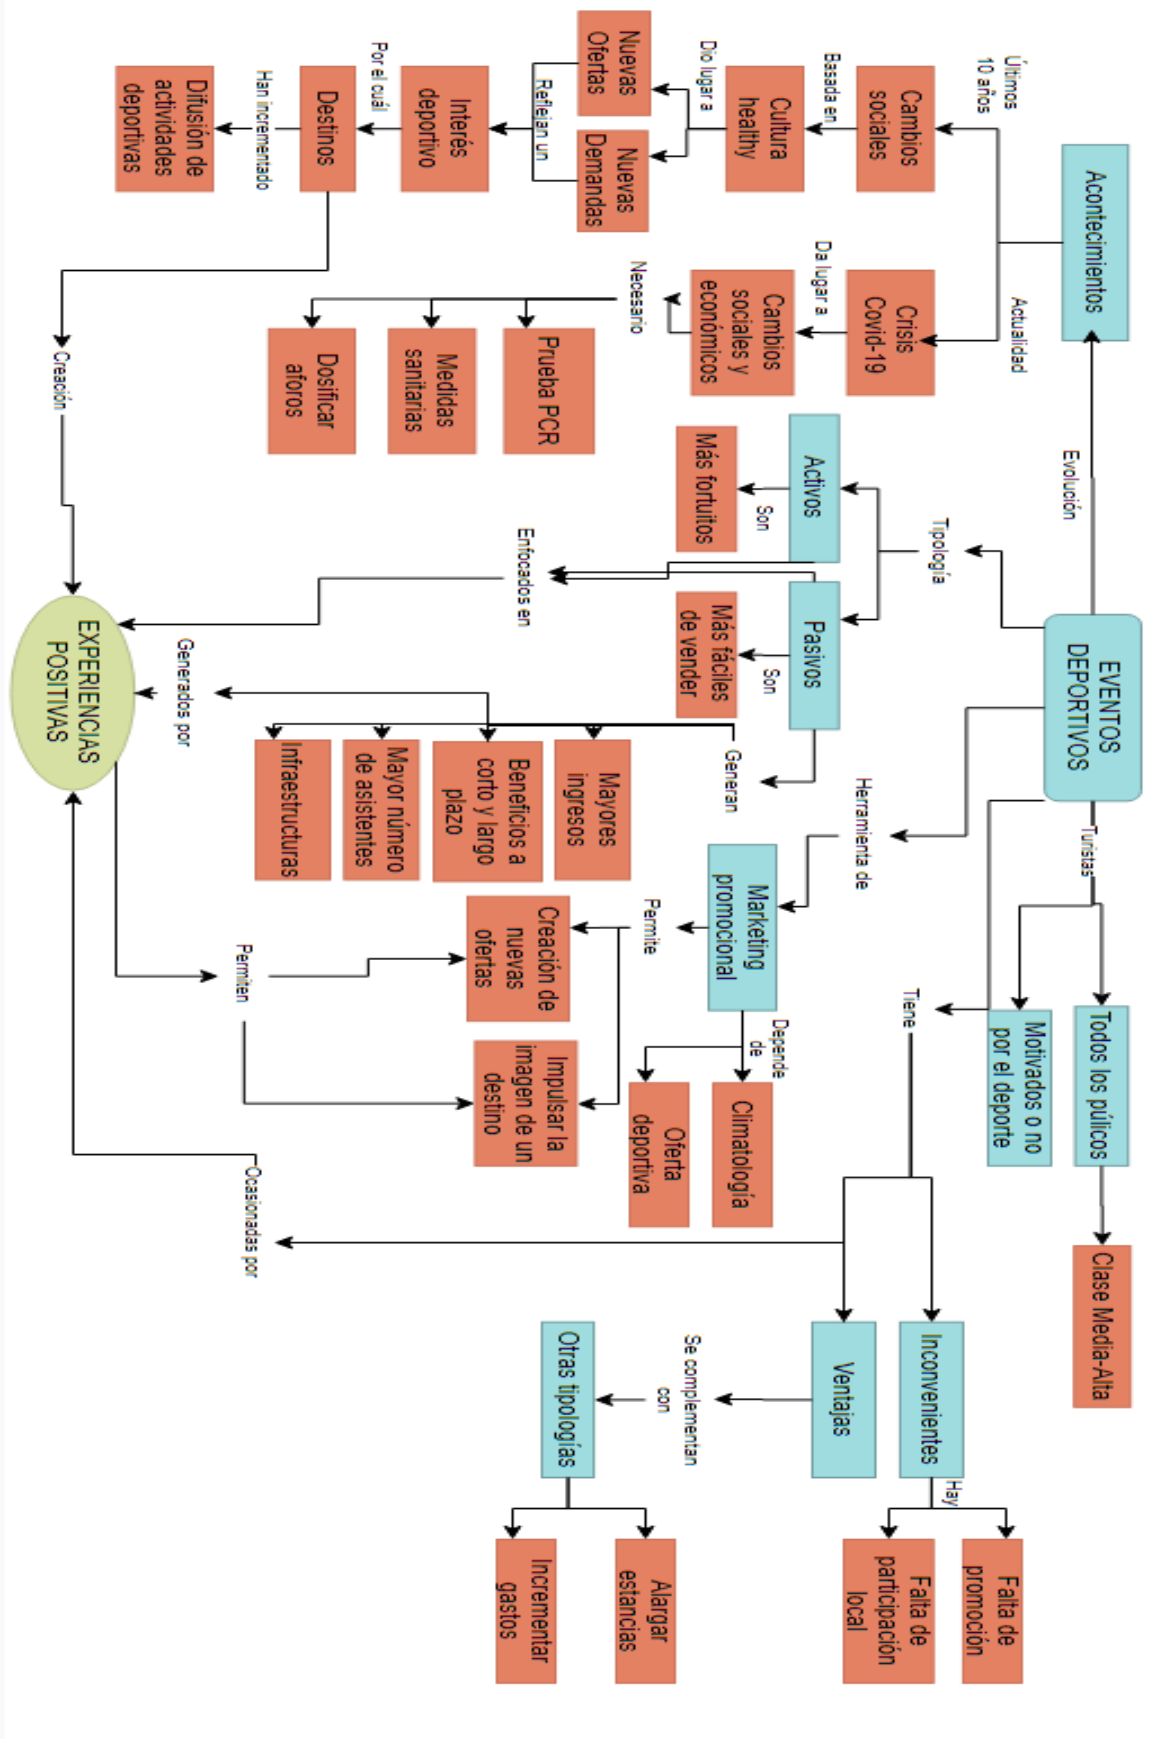 EVENTOS
DEPORTIVOS
Evolución
Acontecimientos
Últimos
10 años
Actualidad
Cambios
sociales
Basada en
Cultura
healthy
Dio lugar a
Nuevas
Ofertas
Nuevas
Demandas
Reflejan un
Interés
deportivo
Por el cuál
Destinos
Han incrementado
Difusión de
actividades
deportivas
Creación
Crisis
Covid-19
Da lugar a
Cambios
sociales y
económicos
Necesario
Prueba PCR
Medidas
sanitarias
Dosificar
aforos
Tipología
Activos
Son
Más fortuitos
Pasivos
Son
Más fáciles
de vender
Enfocados en
Generan
Mayores
ingresos
Beneficios a
corto y largo
plazo
Mayor número
de asistentes
Infraestructuras
Generados por
EXPERIENCIAS
POSITIVAS
Herramienta de
Marketing
promocional
Permite
Creación de
nuevas
ofertas
Impulsar la
imagen de un
destino
Permiten
Depende
de
Climatología
Oferta
deportiva
Turistas
Todos los púlicos
Motivados o no
por el deporte
Clase Media-Alta
Tiene
Inconvenientes
Hay
Falta de
promoción
Falta de
participación
local
Ventajas
Ocasionadas por
Se complementan
con
Otras tipologías
Alargar
estancias
Incrementar
gastos